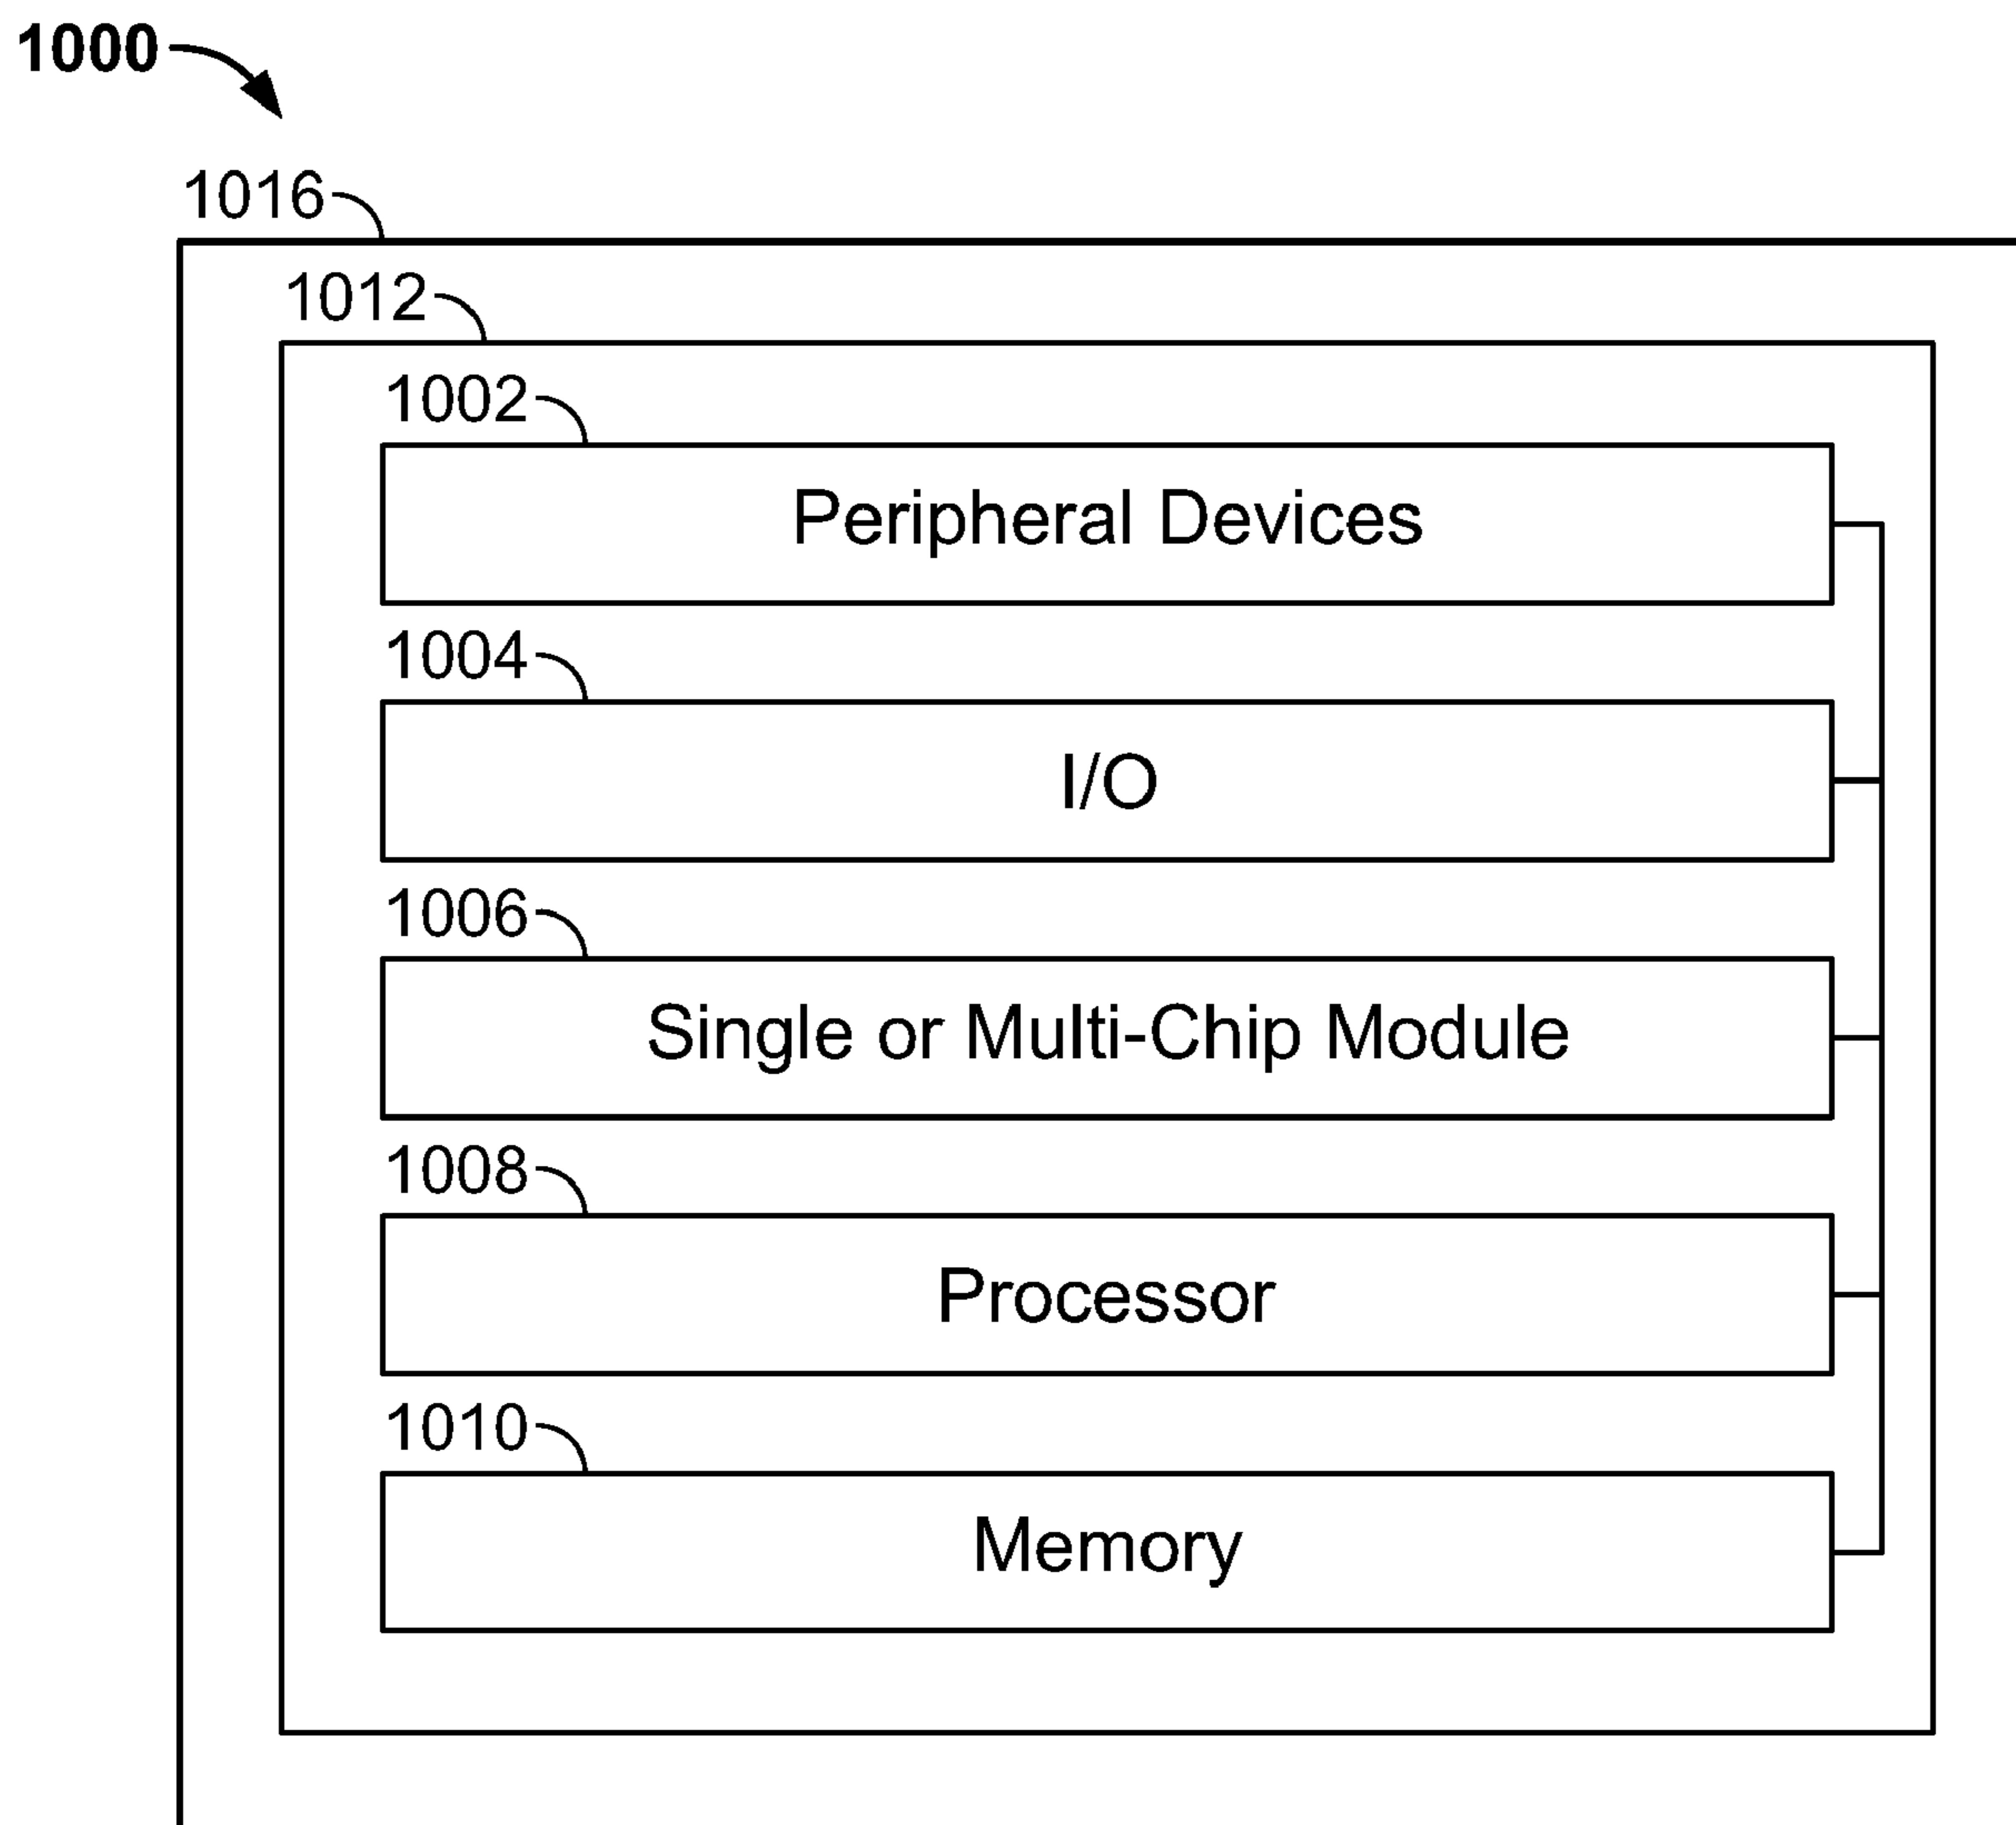 1000
1016
1012
1002
Peripheral Devices
1004
I/O
1006
Single or Multi-Chip Module
1008
Processor
1010
Memory